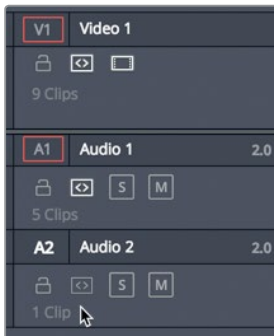 V1 Video 1
9 Clips
A1 Audio 1 2.0
S M
5 Clips
A2 Audio 2 2.0
S M
1 Clip